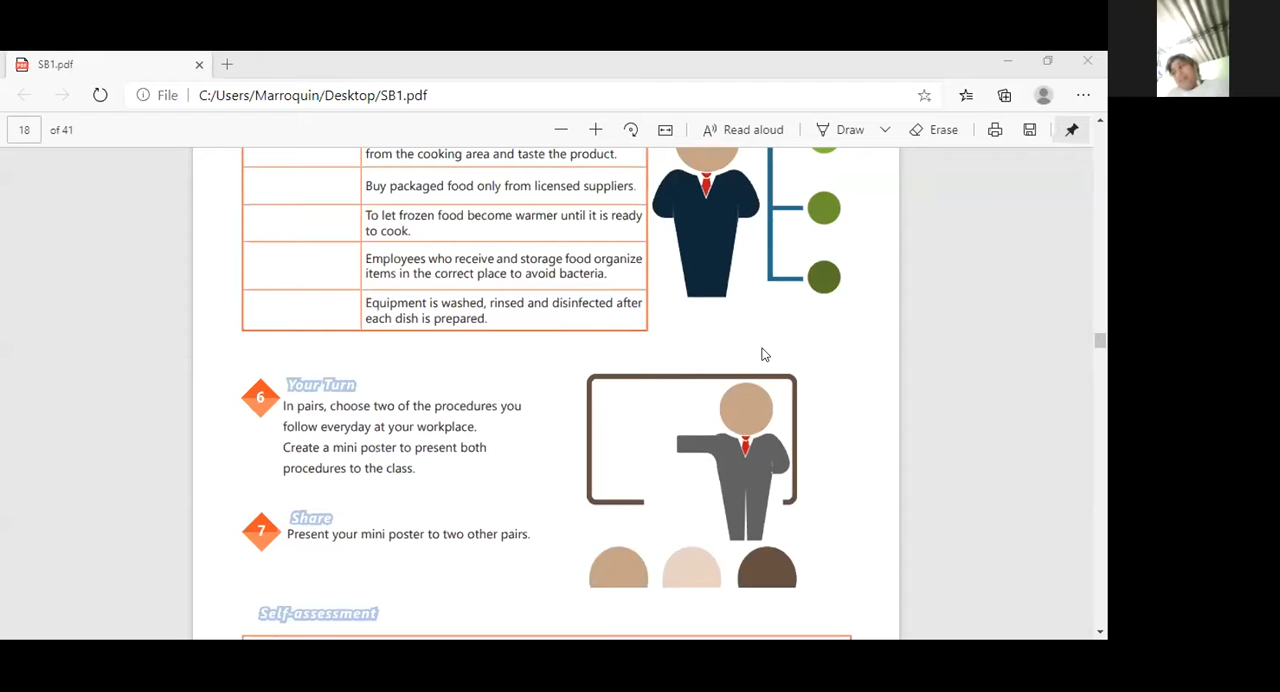 SB1.pdf
File
C:/Users/Marroquin/Desktop/SB1.pdf
18
of 41
Read aloud
Draw
Erase
from the cooking area and taste the product.
Buy packaged food only from licensed suppliers.
To let frozen food become warmer until it is ready
to cook.
Employees who receive and storage food organize
items in the correct place to avoid bacteria.
Equipment is washed, rinsed and disinfected after
each dish is prepared.
6
Your Turn
In pairs, choose two of the procedures you
follow everyday at your workplace.
Create a mini poster to present both
procedures to the class.
7
Share
Present your mini poster to two other pairs.
Self-assessment